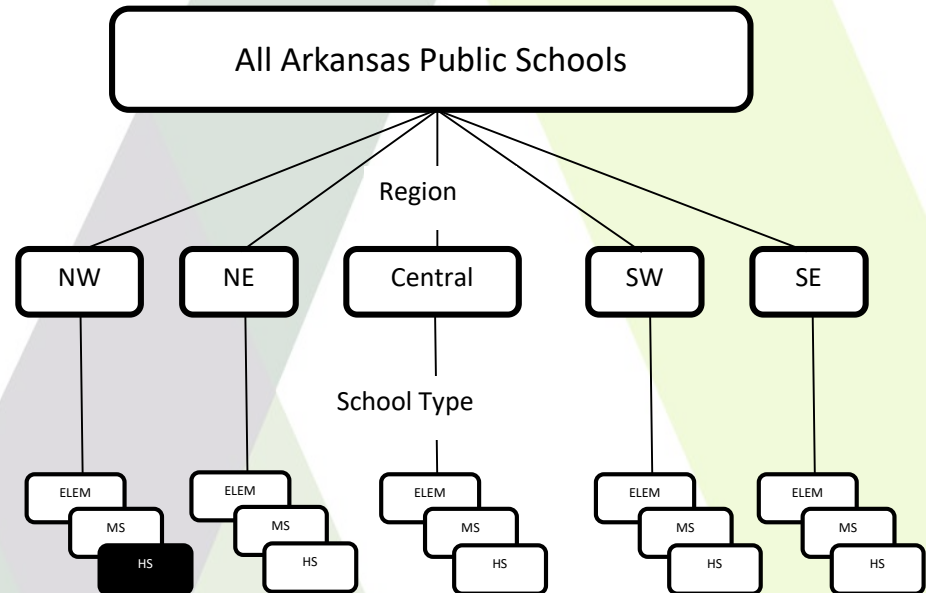 All Arkansas Public Schools
Region
NW
NE
Central
SW
SE
School Type
ELEM
MS
HS
ELEM
MS
HS
ELEM
MS
HS
ELEM
MS
HS
ELEM
MS
HS